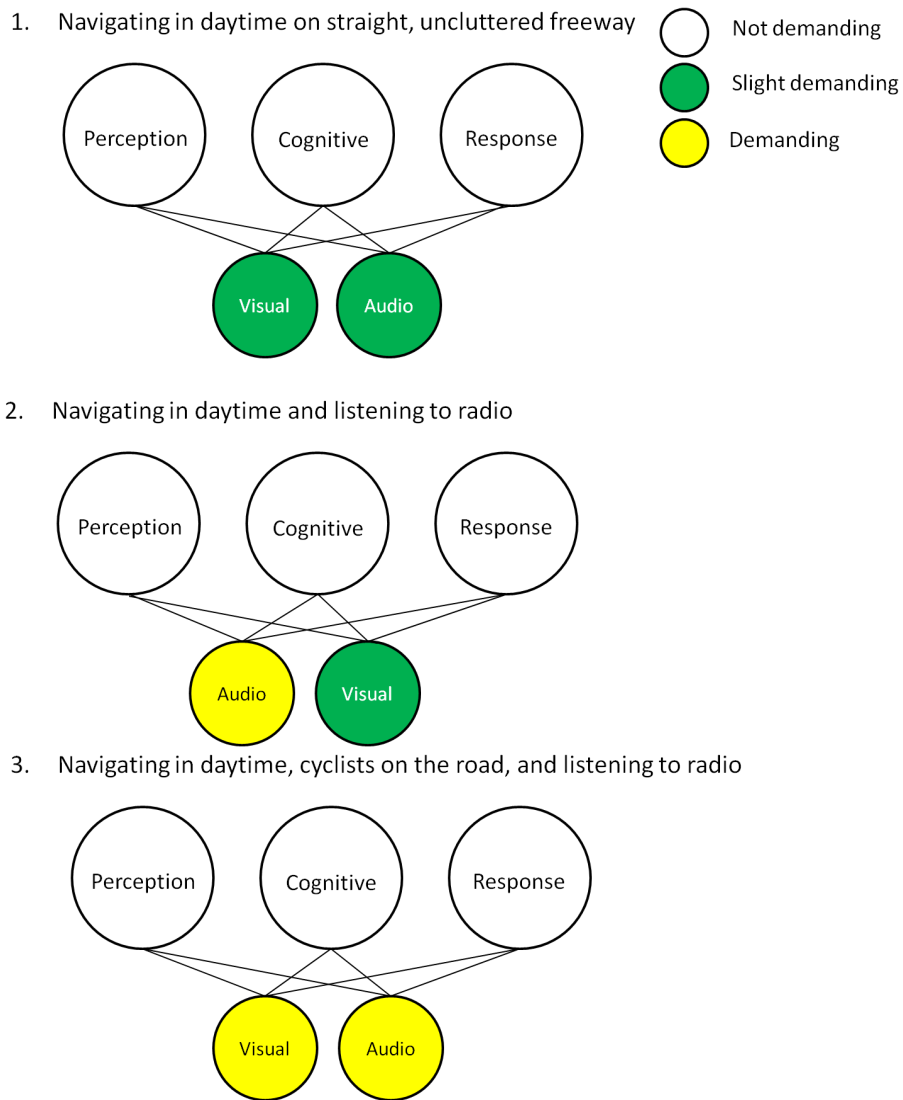 1. Navigating in daytime on straight, uncluttered freeway
Not demanding
Slight demanding
Demanding
Perception
Cognitive
Response
Visual
Audio
2. Navigating in daytime and listening to radio
Perception
Cognitive
Response
Audio
Visual
3. Navigating in daytime, cyclists on the road, and listening to radio
Perception
Cognitive
Response
Visual
Audio